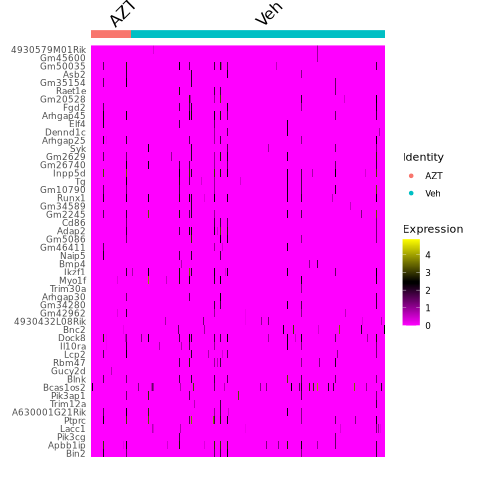 AZT
Veh
4930579M01Rik
Gm45600
Gm50035
Asb2
Gm35154
Raet1e
Gm20528
Fgd2
Arhgap45
Elf4
Dennd1c
Arhgap25
Syk
Gm2629
Gm26740
Inpp5d
Tg
Gm10790
Runx1
Gm34589
Gm2245
Cd86
Adap2
Gm5086
Gm46411
Naip5
Bmp4
Ikzf1
Myo1f
Trim30a
Arhgap30
Gm34280
Gm42962
4930432L08Rik
Bnc2
Dock8
Il10ra
Lcp2
Rbm47
Gucy2d
Blnk
Bcas1os2
Pik3ap1
Trim12a
A630001G21Rik
Ptprc
Lacc1
Pik3cg
Apbb1ip
Bin2
Identity
AZT
Veh
Expression
4
3
2
1
0